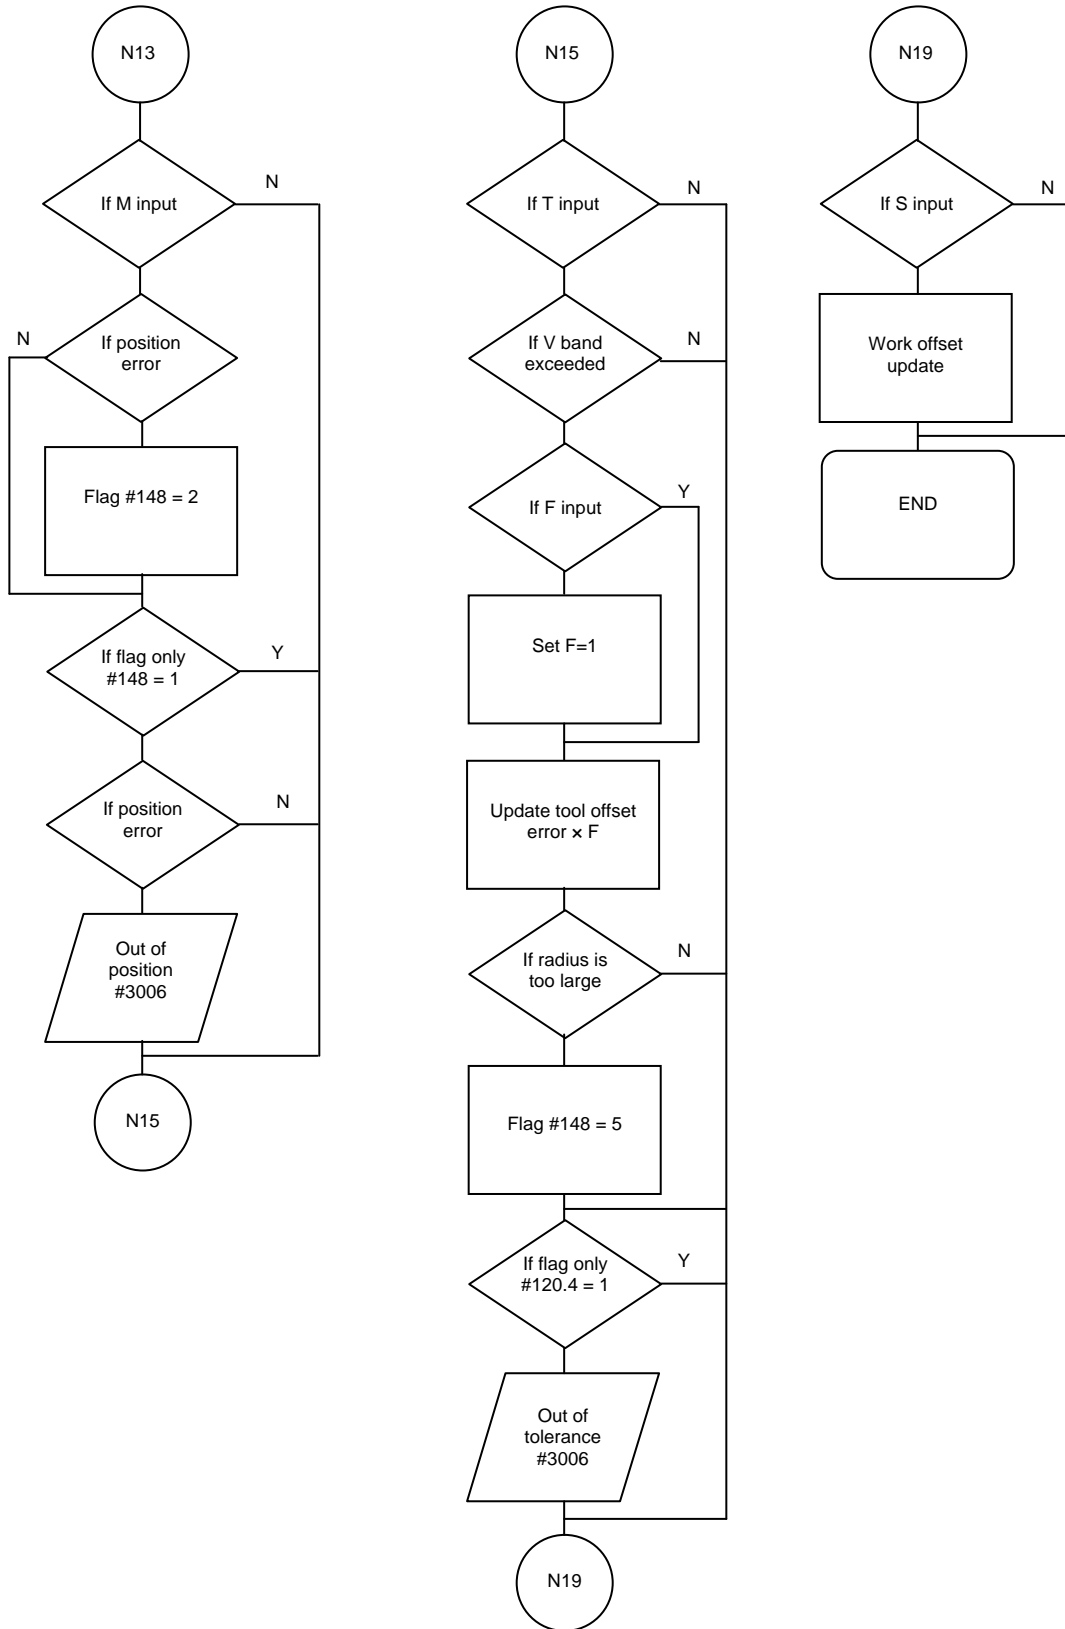 N13
If M input
N
If position
error
N
Flag #148 = 2
If flag only
#148 = 1
Y
If position
error
N
Out of
position
#3006
N15
N15
If T input
N
If V band
exceeded
N
If F input
Y
Set F=1
Update tool offset
error × F
If radius is
too large
N
Flag #148 = 5
If flag only
#120.4 = 1
Y
Out of
tolerance
#3006
N19
N19
If S input
N
Work offset
update
END